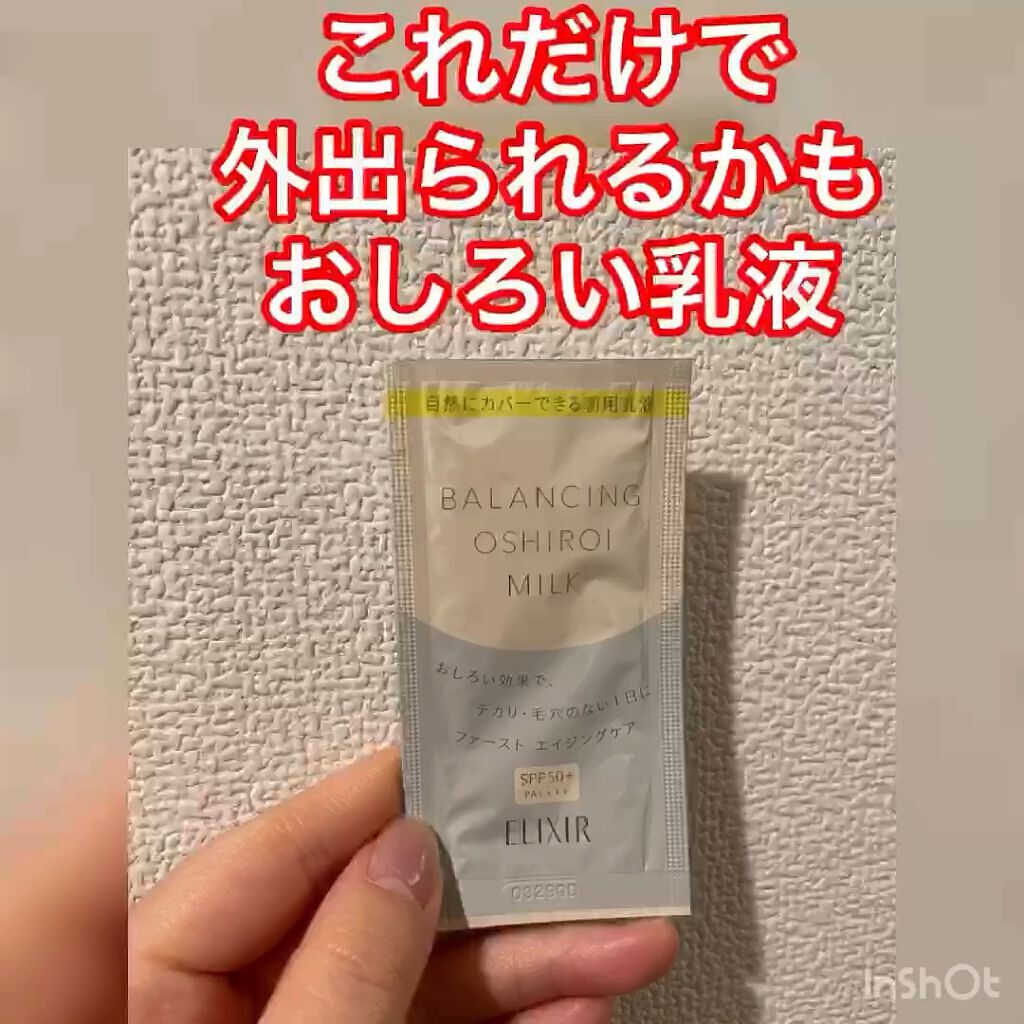 これだけで
外出られるかも
おしろい乳液
自然にカバーできる朝用乳液
BALANCING
OSHIROI
MILK
おしろい効果で、
テカリ・毛穴のない1日に
ファースト エイジングケア
SPF50+
PA++++
ELIXIR
03299D
InShOt